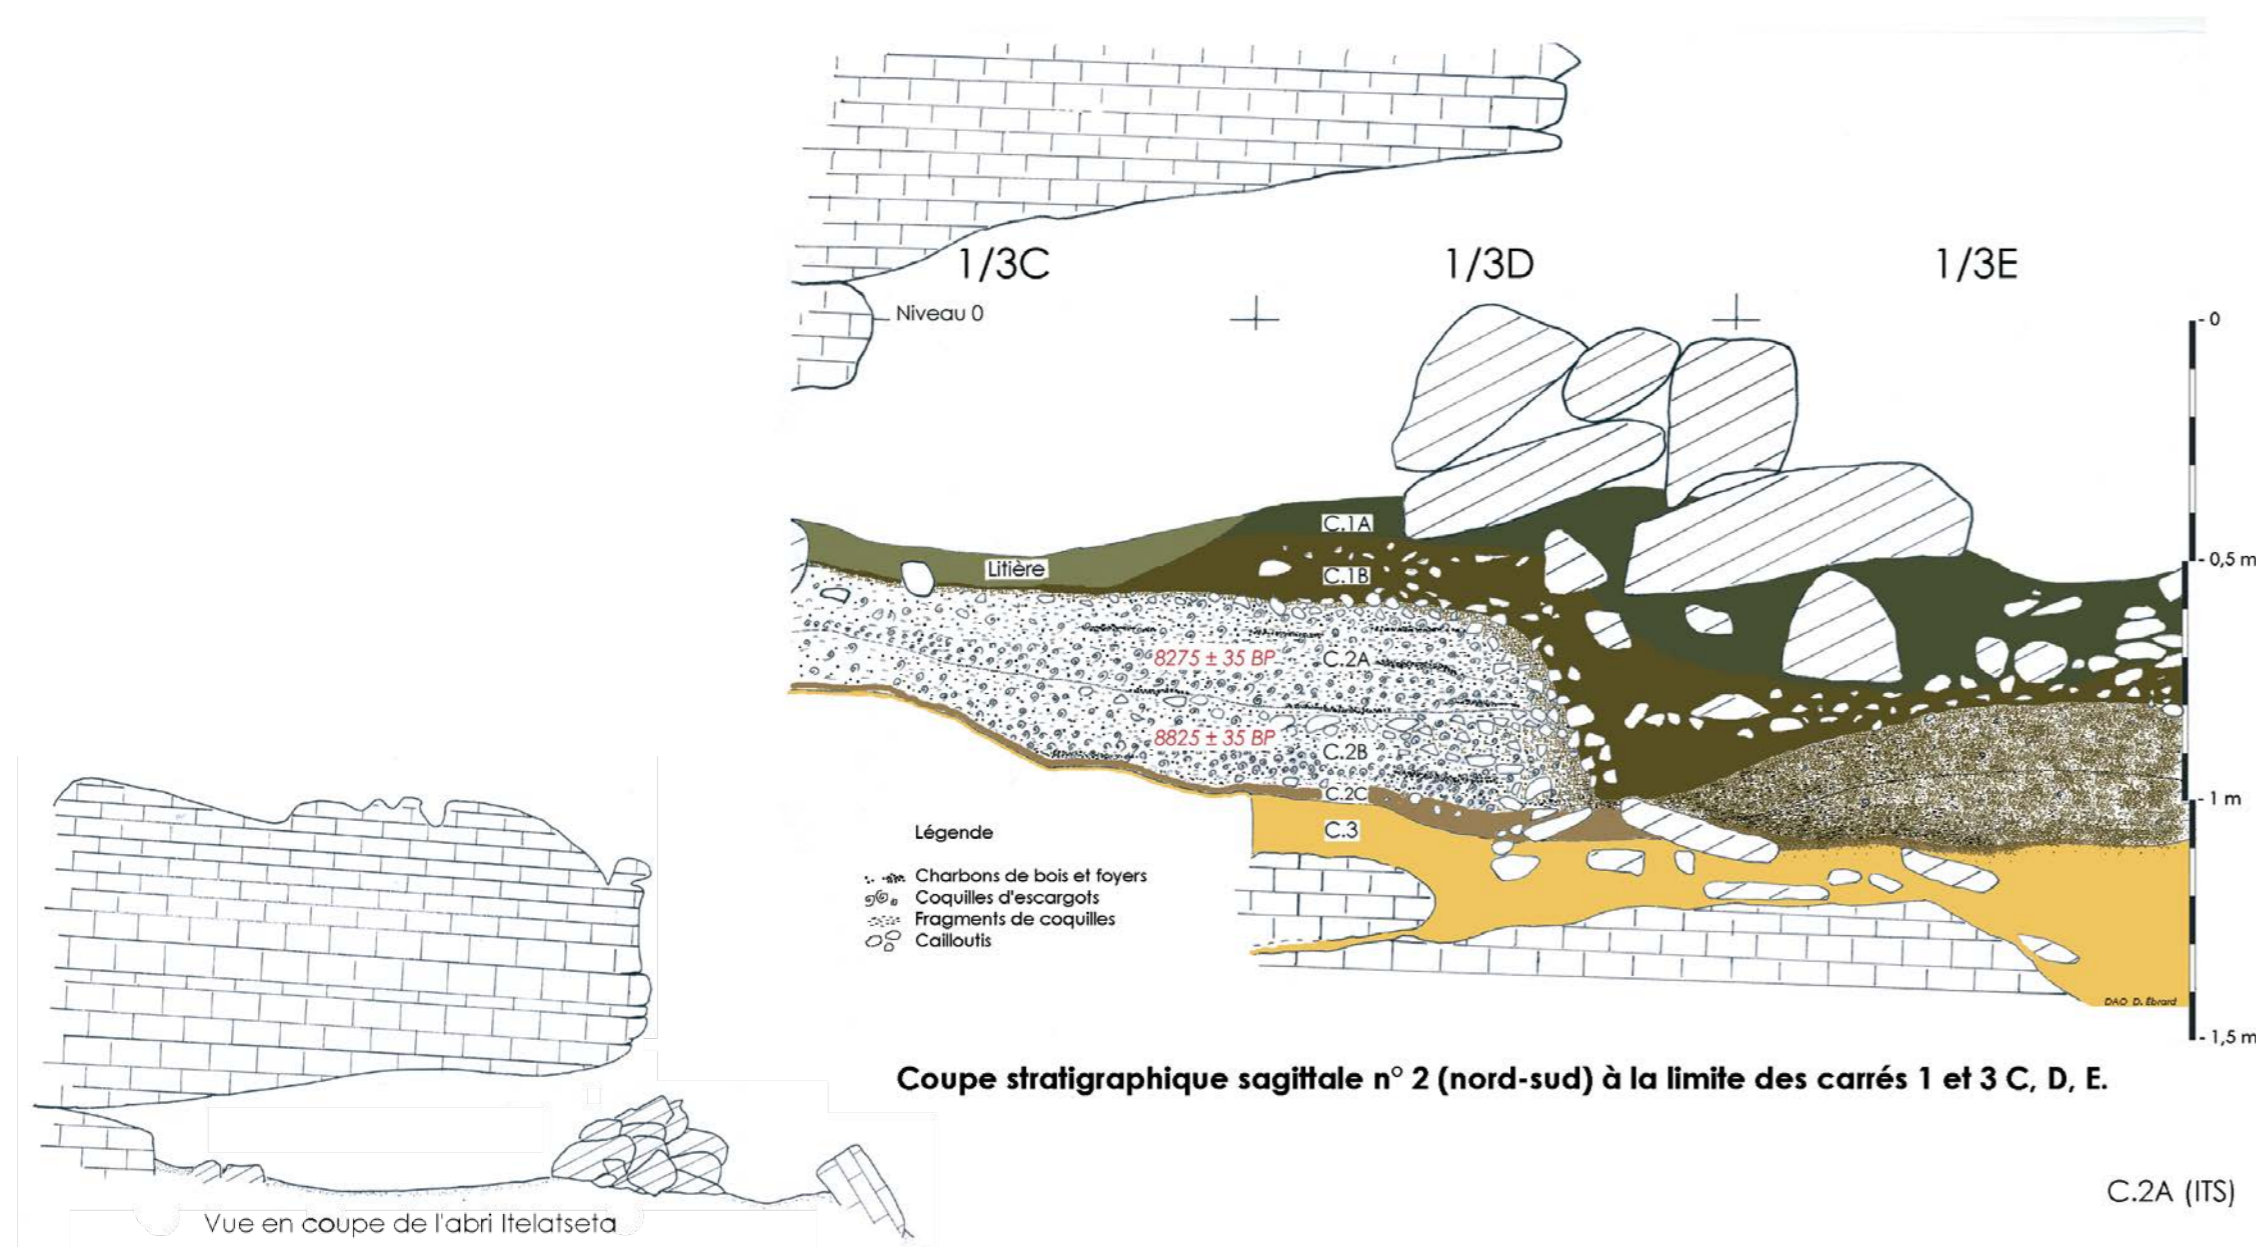 1/3C
1/3D
1/3E
Niveau 0
- 0
C.1A
C.1B
Litière
- 0,5 m
8275 ± 35 BP
C.2A
8825 ± 35 BP
C.2B
C.2C
- 1 m
C.3
Légende
Charbons de bois et foyers
Coquilles d'escargots
Fragments de coquilles
Cailloutis
DAO D. Ebrard
- 1,5 m
Coupe stratigraphique sagittale n° 2 (nord-sud) à la limite des carrés 1 et 3 C, D, E.
C.2A (ITS)
Vue en coupe de l'abri Itelatseta